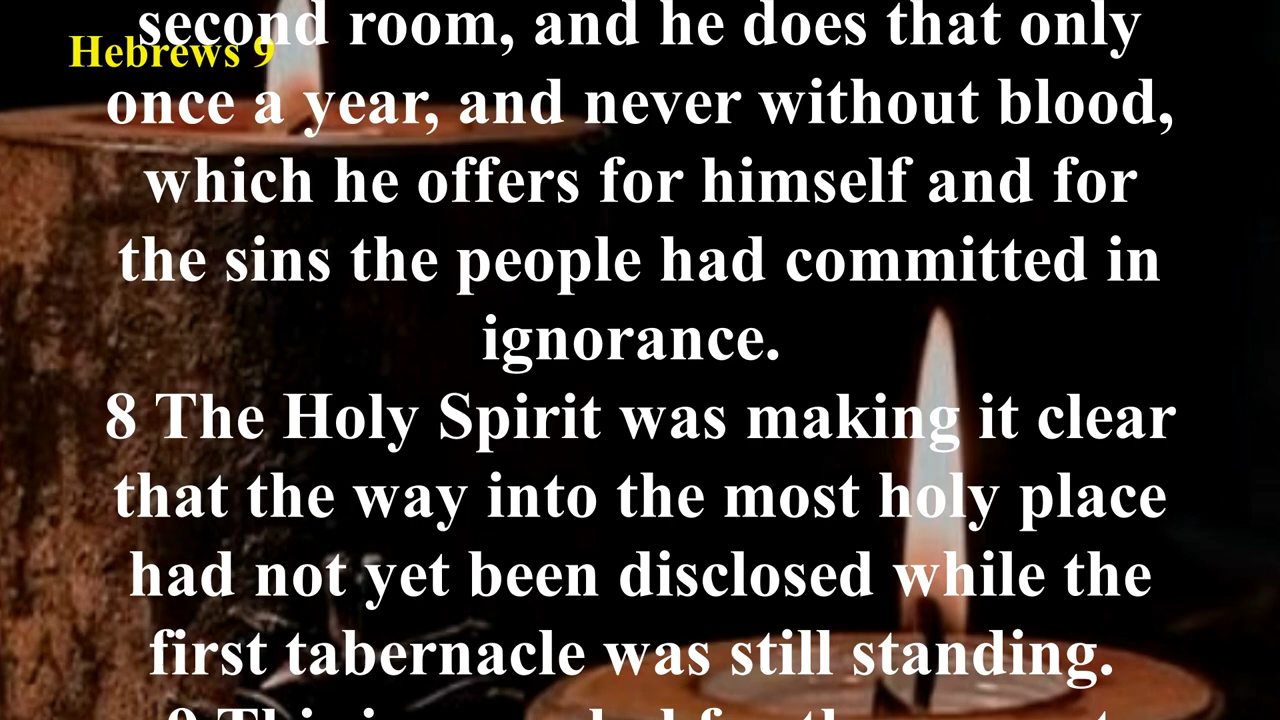 second room, and he does that only
Hebrews 9
once a year, and never without blood,
which he offers for himself and for
the sins the people had committed in
ignorance.
8 The Holy Spirit was making it clear
that the way into the most holy place
had not yet been disclosed while the
first tabernacle was still standing.